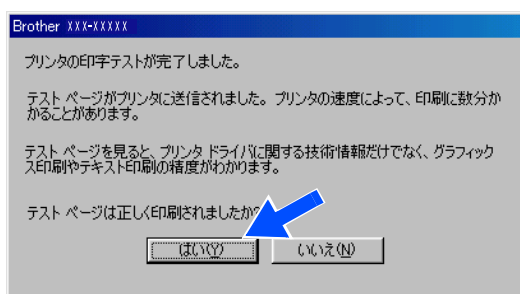 Brother XXX-XXXXX
プリンタの印字テストが完了しました。
テスト ページがプリンタに送信されました。プリンタの速度によって、印刷に数分か
かることがあります。
テスト ページを見ると、プリンタ ドライバに関する技術情報だけでなく、グラフィック
ス印刷やテキスト印刷の精度がわかります。
テスト ページは正しく印刷されましたか?
はい(Y) いいえ(N)